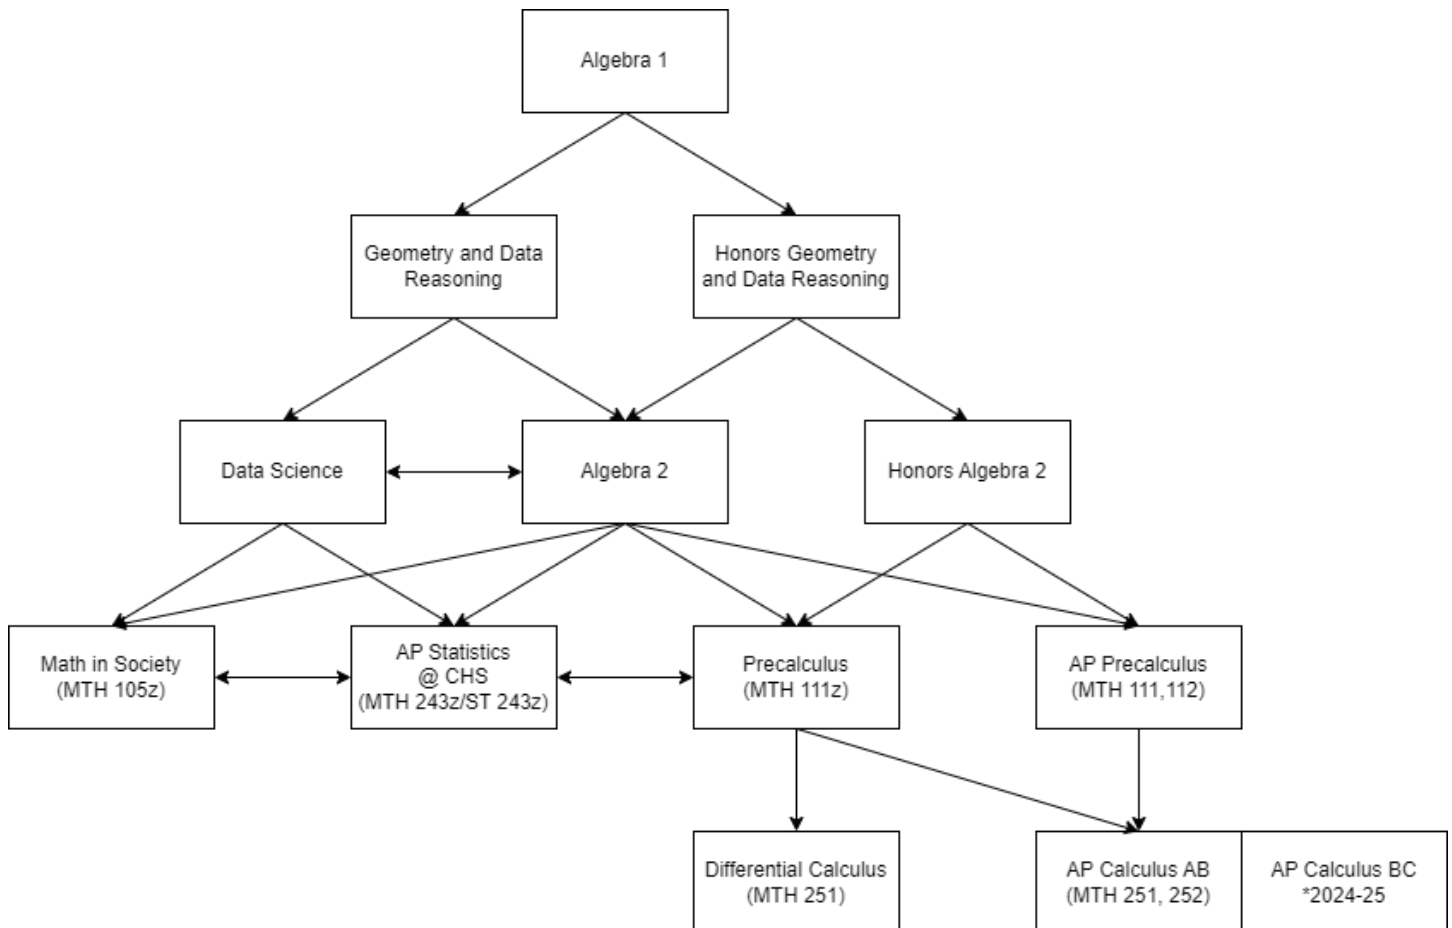 Algebra 1
Geometry and Data
Reasoning
Honors Geometry
and Data Reasoning
Data Science
Algebra 2
Honors Algebra 2
Math in Society
(MTH 105z)
AP Statistics
@ CHS
(MTH 243z/ST 243z)
Precalculus
(MTH 111z)
AP Precalculus
(MTH 111,112)
Differential Calculus
(MTH 251)
AP Calculus AB
(MTH 251, 252)
AP Calculus BC
*2024-25